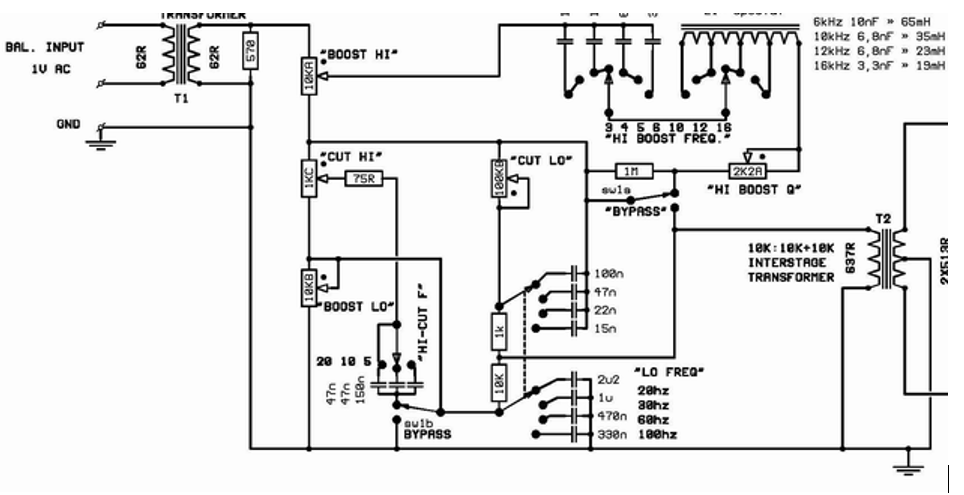 TRANSFORMER
BAL. INPUT
1V AC
62R
62R
570
T1
GND
"BOOST HI"
10KA
"CUT HI"
1KC
75R
10KB
"BOOST LO"
"HI-CUT F"
20 10 5
47n
47n
150n
sw1b
BYPASS
"CUT LO"
100KB
1k
10K
100n
47n
22n
15n
2u2
1u
470n
330n
"LO FREQ"
20hz
30hz
60hz
100hz
3 4 5 6 10 12 16
"HI BOOST FREQ."
1M
sw1a
"BYPASS"
2K2A
"HI BOOST Q"
6kHz 10nF » 65mH
10kHz 6,8nF » 35mH
12kHz 6,8nF » 23mH
16kHz 3,3nF » 19mH
T2
10K:10K+10K
INTERSTAGE
TRANSFORMER
637R
2X513R